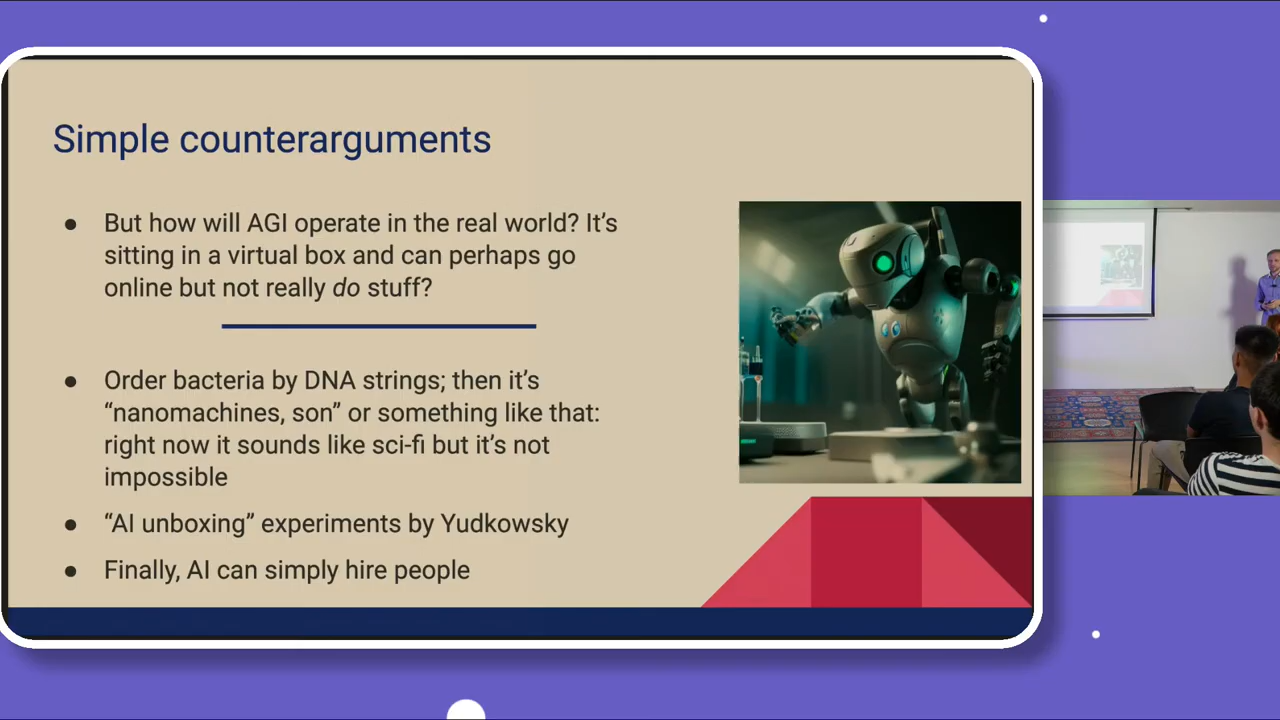 Simple counterarguments
● But how will AGI operate in the real world? It’s
sitting in a virtual box and can perhaps go
online but not really do stuff?
● Order bacteria by DNA strings; then it’s
“nanomachines, son” or something like that:
right now it sounds like sci-fi but it’s not
impossible
● “AI unboxing” experiments by Yudkowsky
● Finally, AI can simply hire people